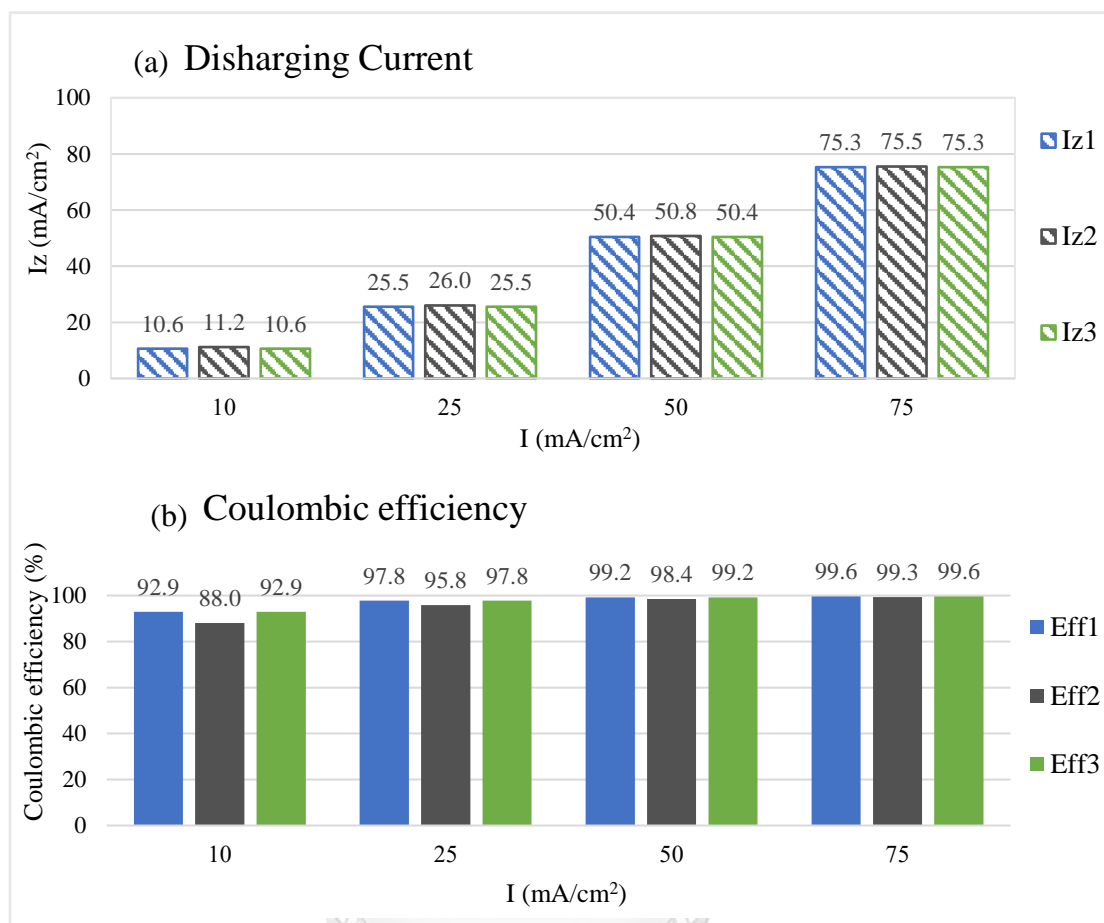 (a) Disharging Current
Iz (mA/cm²)
100
80
60
40
20
0
10.6 11.2 10.6
25.5 26.0 25.5
50.4 50.8 50.4
75.3 75.5 75.3
10 25 50 75
I (mA/cm²)
Iz1
Iz2
Iz3
(b) Coulombic efficiency
Coulombic efficiency (%)
100
80
60
40
20
0
92.9 88.0 92.9
97.8 95.8 97.8
99.2 98.4 99.2
99.6 99.3 99.6
10 25 50 75
I (mA/cm²)
Eff1
Eff2
Eff3